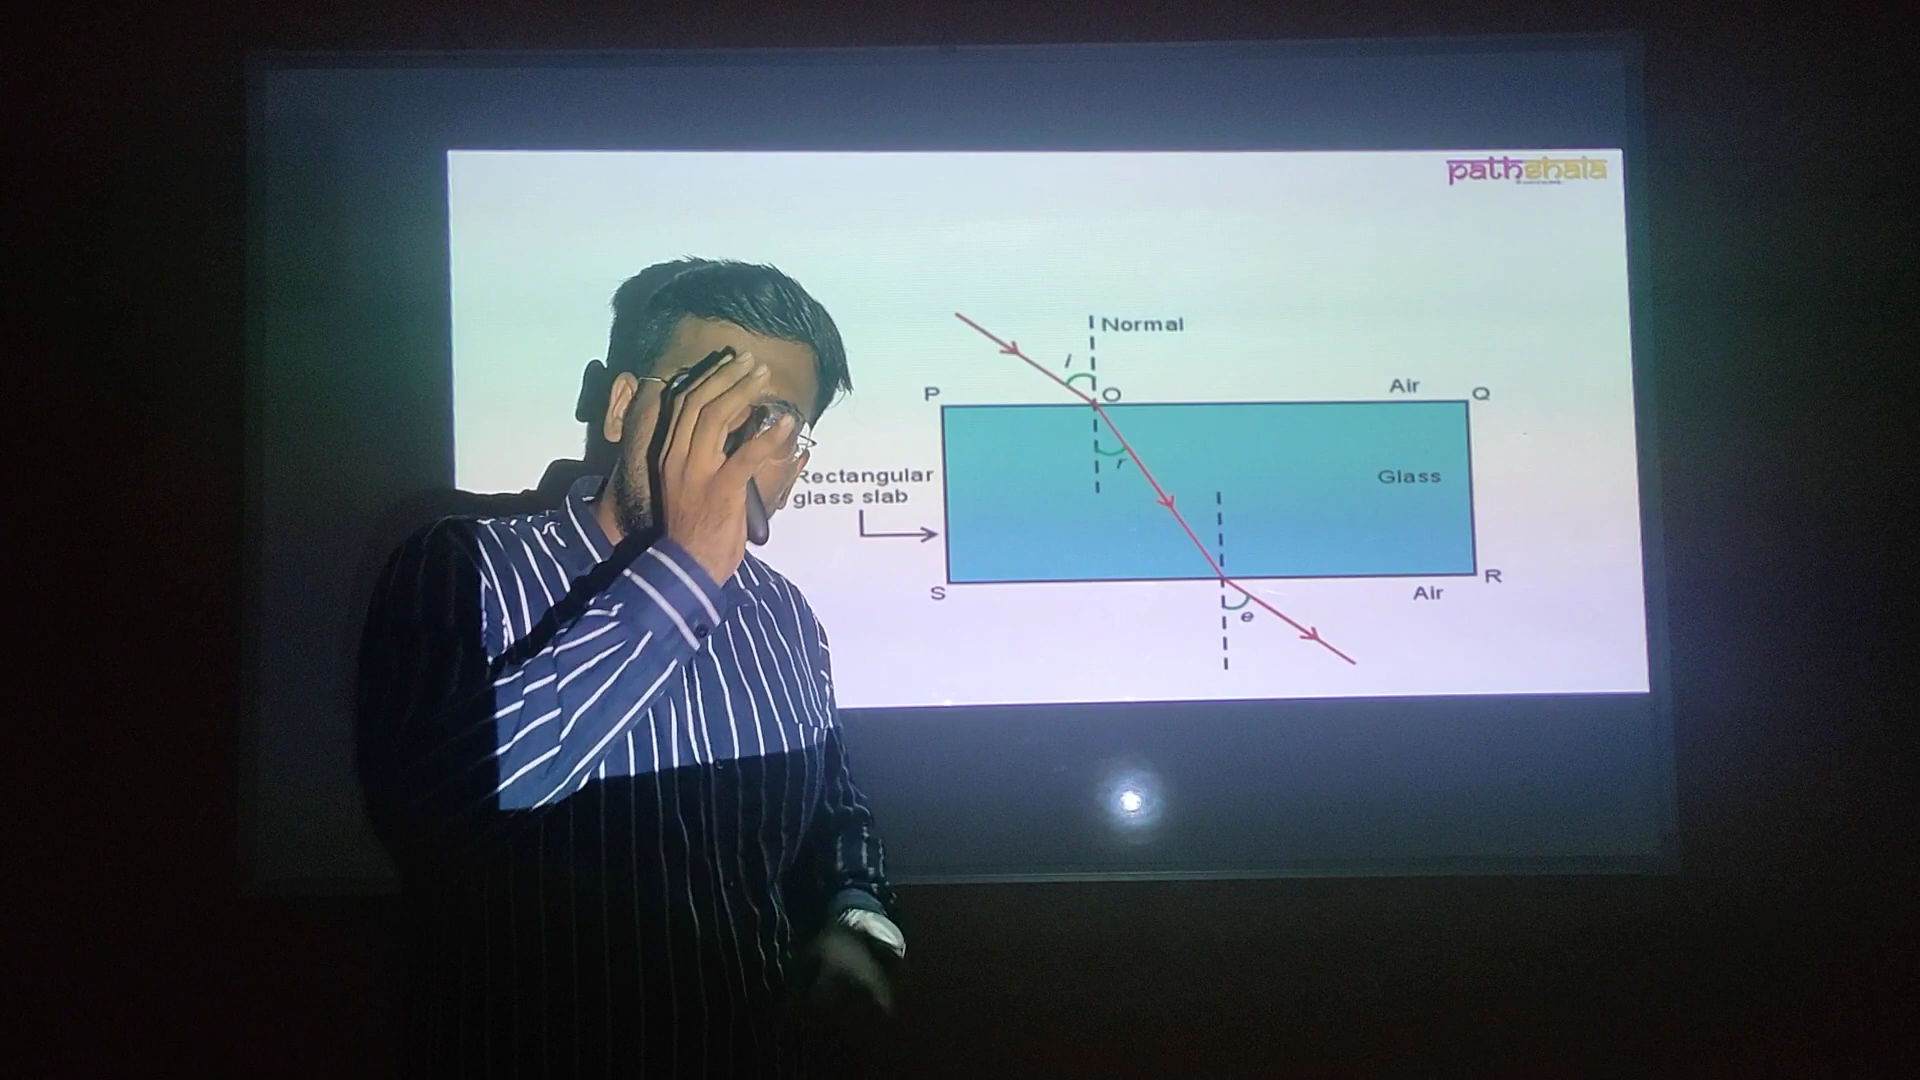 pathshala
Normal
i
P
O
Air
Q
r
Rectangular
glass slab
Glass
S
R
Air
e